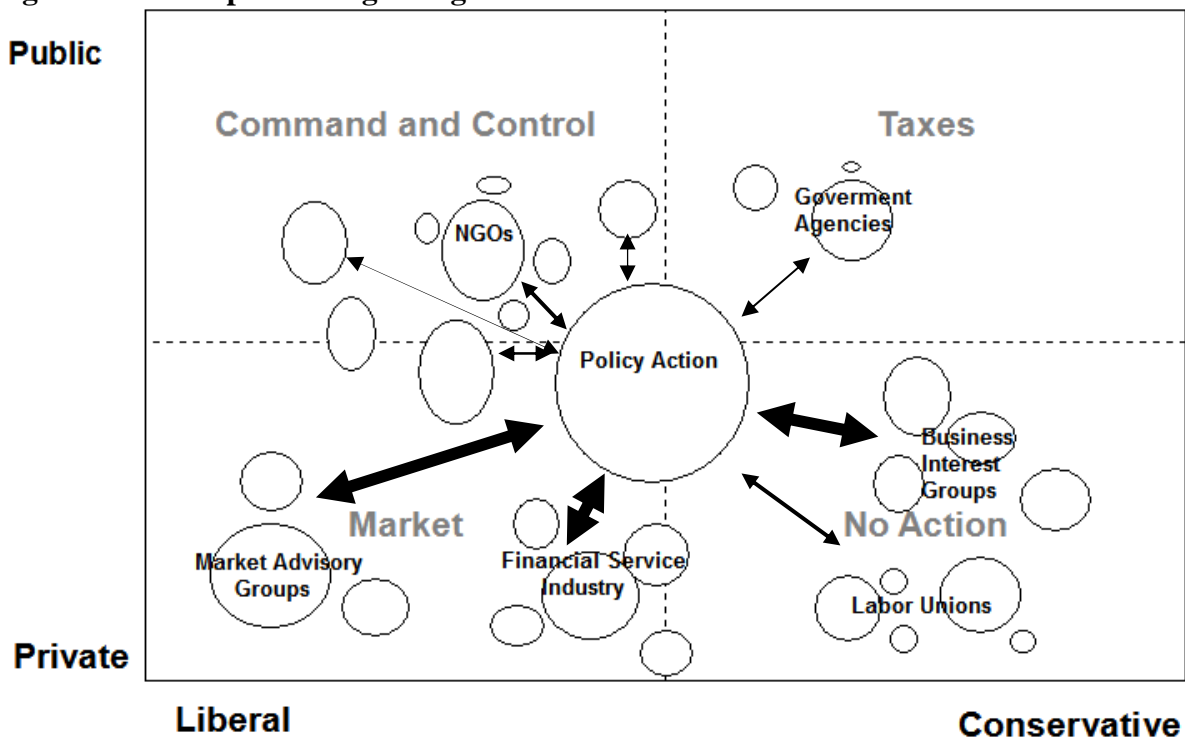 Public
Command and Control
Taxes
Goverment
Agencies
NGOs
Policy Action
Business
Interest
Groups
Market
No Action
Market Advisory
Groups
Financial Service
Industry
Labor Unions
Private
Liberal
Conservative